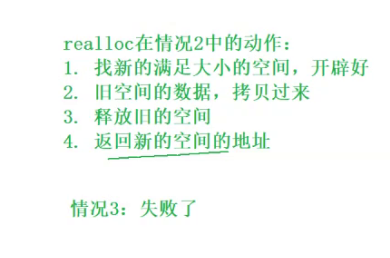 realloc在情况2中的动作：
1. 找新的满足大小的空间，开辟好
2. 旧空间的数据，拷贝过来
3. 释放旧的空间
4. 返回新的空间的地址
情况3：失败了